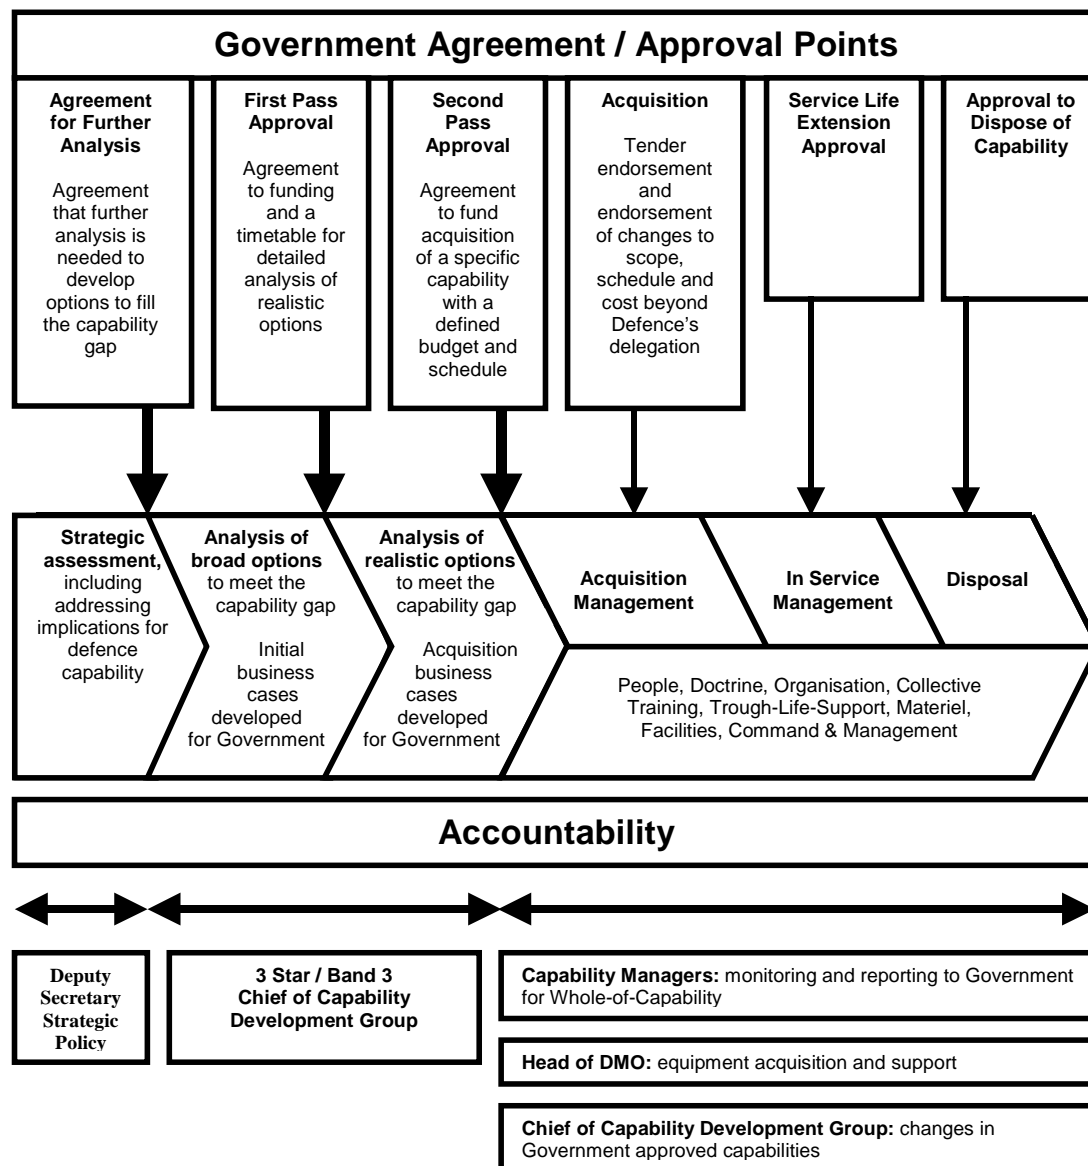 Government Agreement / Approval Points
Agreement
for Further
Analysis
Agreement
that further
analysis is
needed to
develop
options to fill
the capability
gap
First Pass
Approval
Agreement
to funding
and a
timetable for
detailed
analysis of
realistic
options
Second
Pass
Approval
Agreement
to fund
acquisition
of a specific
capability
with a
defined
budget and
schedule
Acquisition
Tender
endorsement
and
endorsement
of changes to
scope,
schedule and
cost beyond
Defence's
delegation
Service Life
Extension
Approval
Approval to
Dispose of
Capability
Strategic
assessment,
including
addressing
implications for
defence
capability
Analysis of
broad options
to meet the
capability gap
Initial
business
cases
developed
for Government
Analysis of
realistic options
to meet the
capability gap
Acquisition
business
cases
developed
for Government
Acquisition
Management
In Service
Management
Disposal
People, Doctrine, Organisation, Collective
Training, Trough-Life-Support, Materiel,
Facilities, Command & Management
Accountability
Deputy
Secretary
Strategic
Policy
3 Star / Band 3
Chief of Capability
Development Group
Capability Managers: monitoring and reporting to Government
for Whole-of-Capability
Head of DMO: equipment acquisition and support
Chief of Capability Development Group: changes in
Government approved capabilities